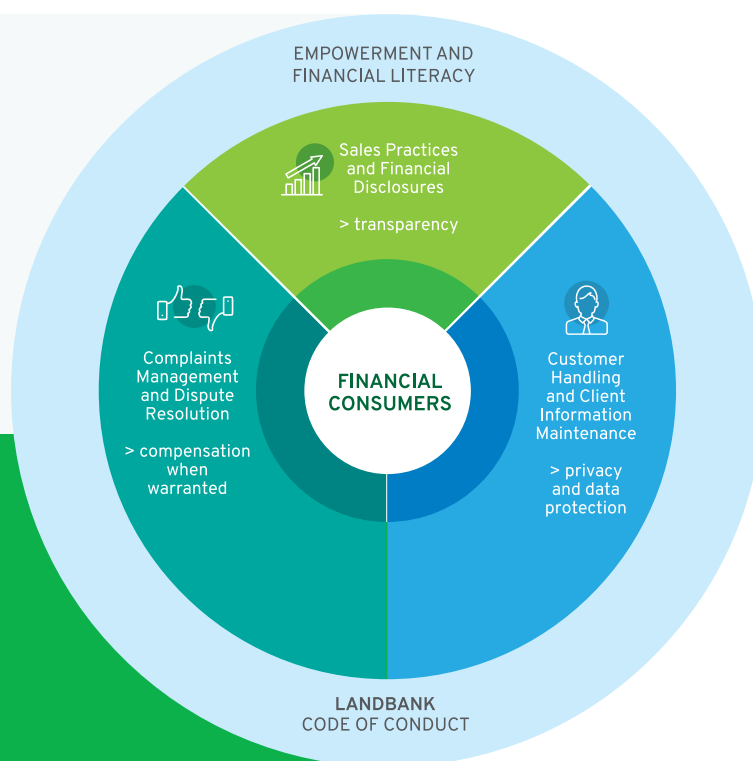 EMPOWERMENT AND
FINANCIAL LITERACY
Sales Practices
and Financial
Disclosures
> transparency
Complaints
Management
and Dispute
Resolution
> compensation
when
warranted
FINANCIAL
CONSUMERS
Customer
Handling
and Client
Information
Maintenance
> privacy
and data
protection
LANDBANK
CODE OF CONDUCT